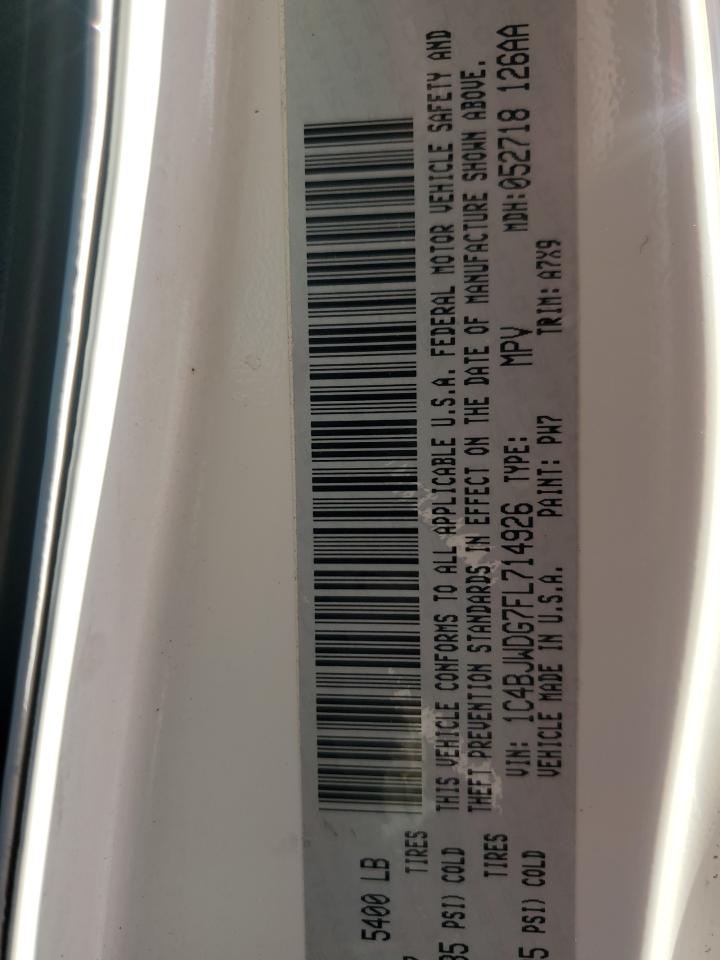 5400 LB
TIRES
35 PSI) COLD
TIRES
5 PSI) COLD
THIS VEHICLE CONFORMS TO ALL APPLICABLE U.S.A. FEDERAL MOTOR VEHICLE SAFETY AND
THEFT PREVENTION STANDARDS IN EFFECT ON THE DATE OF MANUFACTURE SHOWN ABOVE.
VIN: 1C4BJWDG7FL714926 TYPE: MPV MDH:052718 126AA
VEHICLE MADE IN U.S.A. PAINT: PW7 TRIM: A7X9